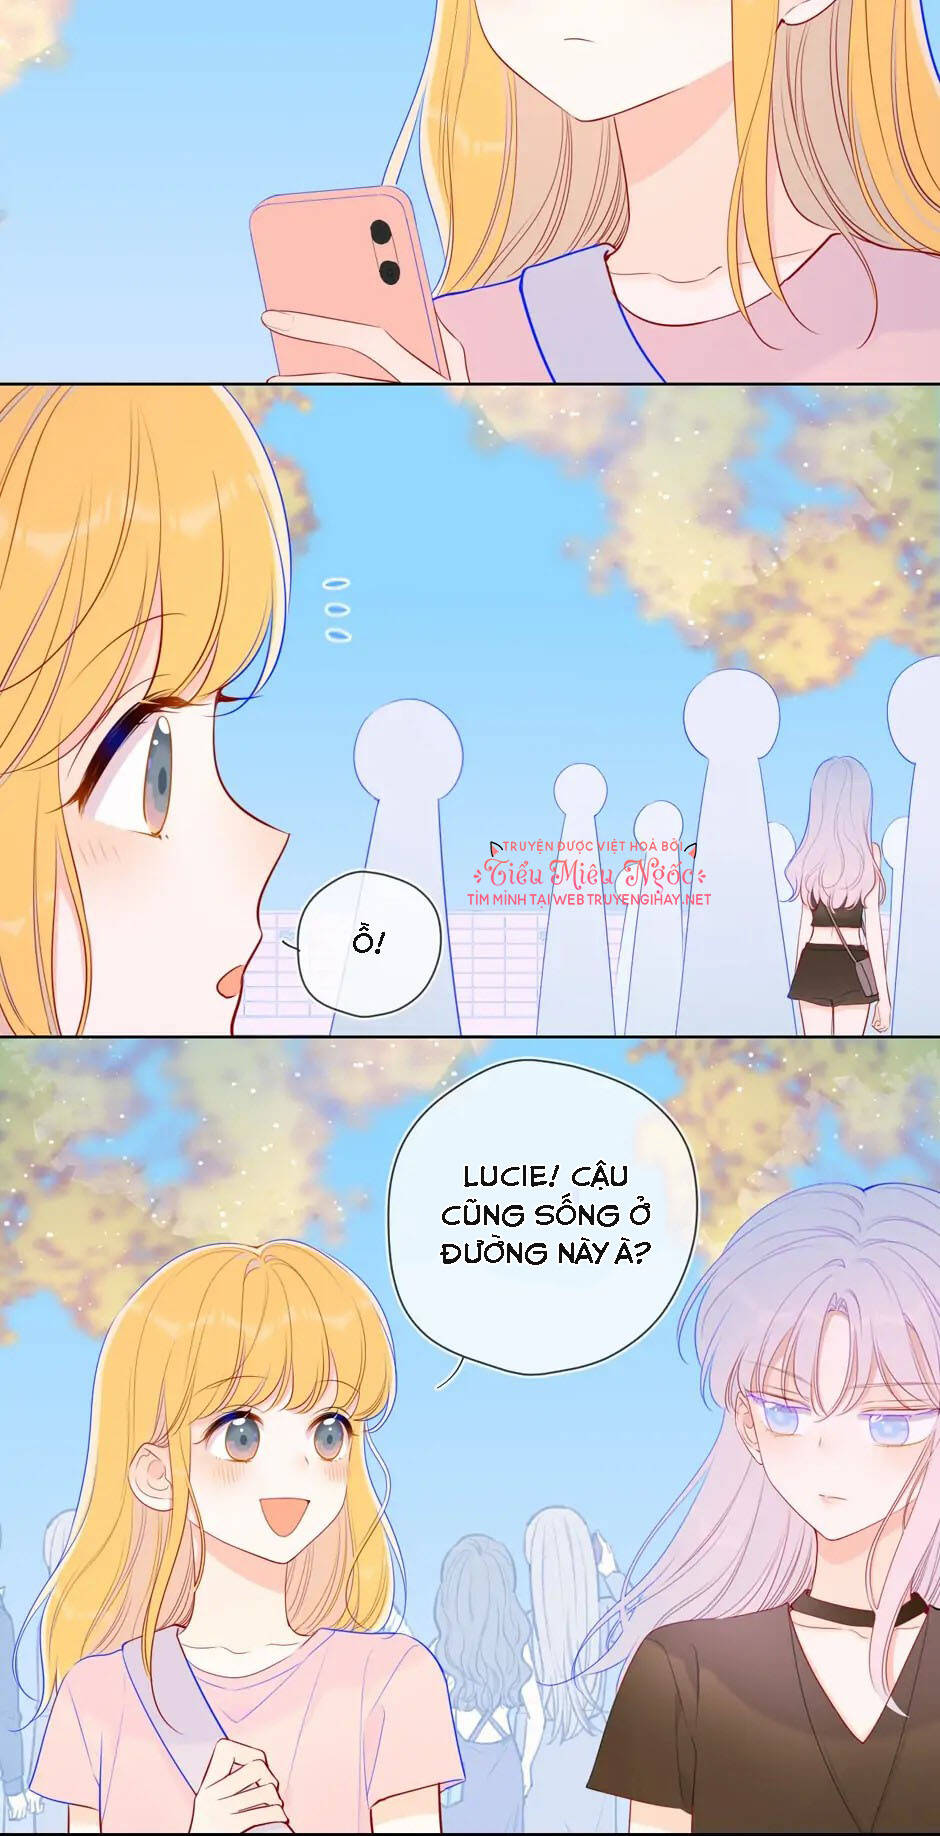 TRUYỆN ĐƯỢC VIỆT HOÁ BỞI
Tiểu Miêu Ngốc
TÌM MÌNH TẠI WEB TRUYENGIHAY.NET
Ồ!
LUCIE! CẬU
CŨNG SỐNG Ở
ĐƯỜNG NÀY À?